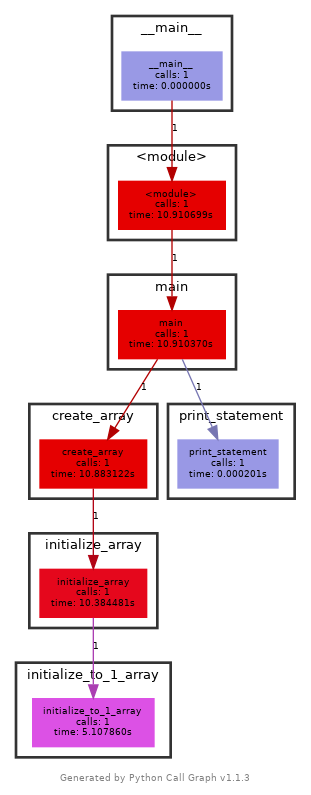 __main__
__main__
calls: 1
time: 0.000000s
1
<module>
<module>
calls: 1
time: 10.910699s
1
main
main
calls: 1
time: 10.910370s
1
1
create_array
print_statement
create_array
calls: 1
time: 10.883122s
print_statement
calls: 1
time: 0.000201s
1
initialize_array
initialize_array
calls: 1
time: 10.384481s
1
initialize_to_1_array
initialize_to_1_array
calls: 1
time: 5.107860s
Generated by Python Call Graph v1.1.3